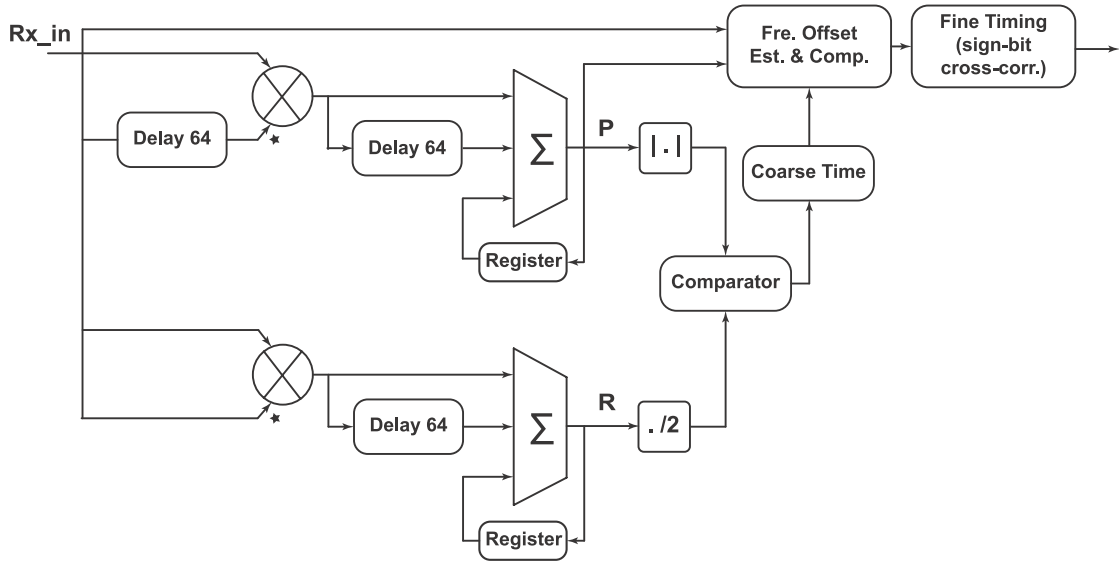 Rx_in
Fre. Offset
Est. & Comp.
Fine Timing
(sign-bit
cross-corr.)
Delay 64
Delay 64
Σ
P
|.|
Coarse Time
Register
Comparator
Delay 64
Σ
R
. /2
Register